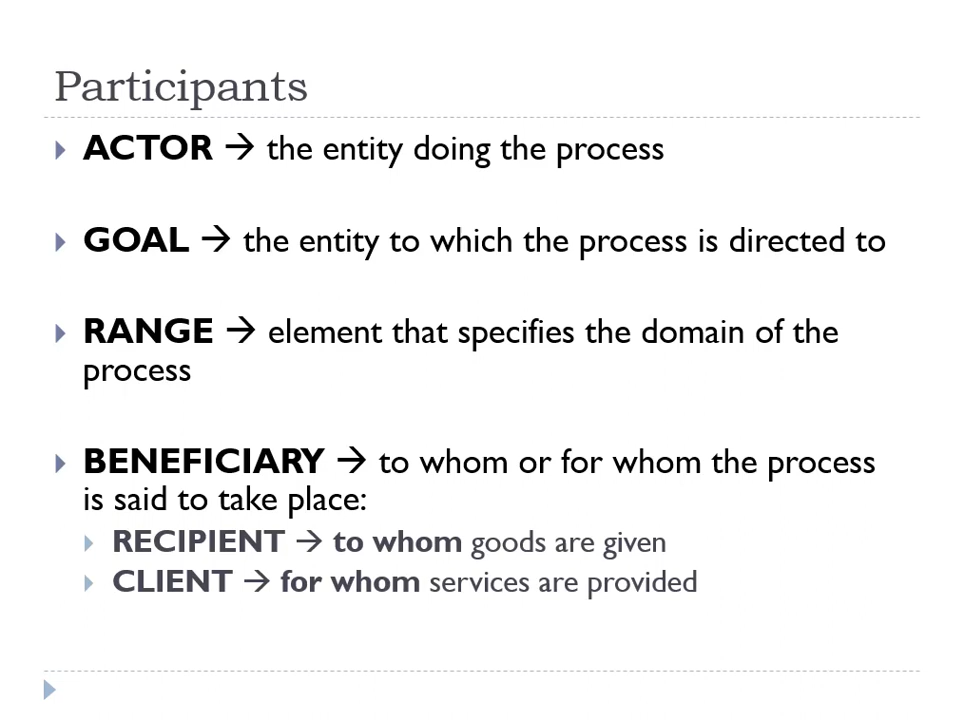 Participants
ACTOR → the entity doing the process
GOAL → the entity to which the process is directed to
RANGE → element that specifies the domain of the
process
BENEFICIARY → to whom or for whom the process
is said to take place:
RECIPIENT → to whom goods are given
CLIENT → for whom services are provided